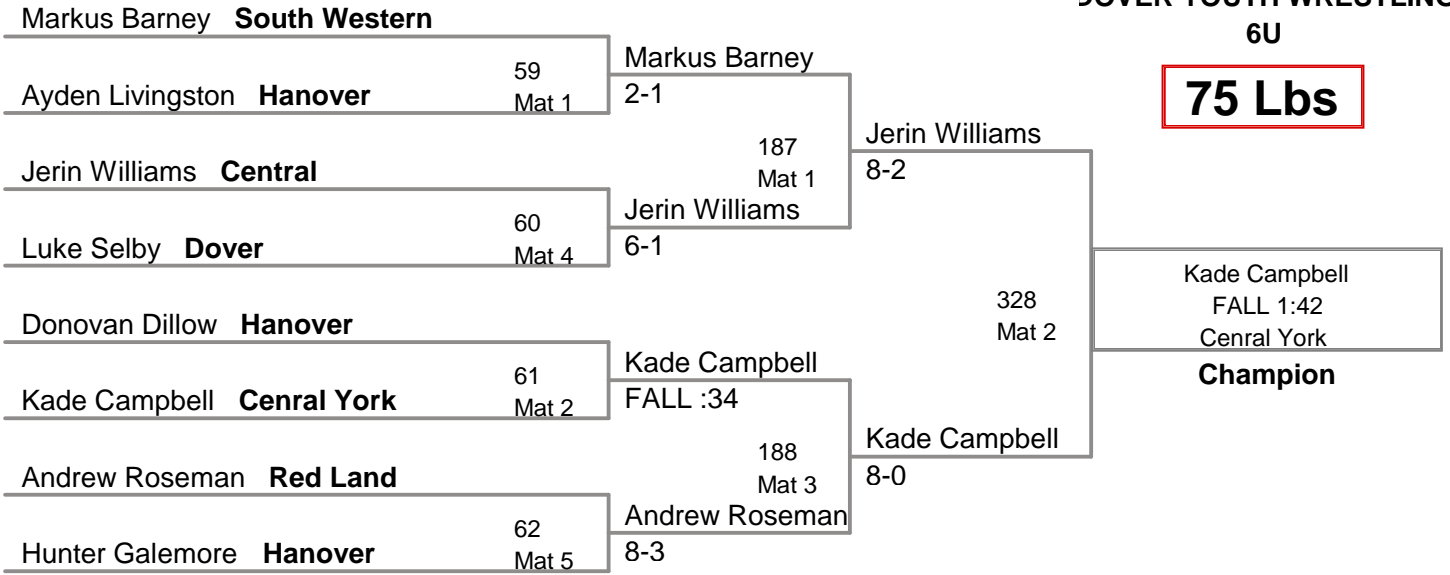 Markus Barney South Western
YOUTH WRESTLING
6U
75 Lbs
59
Mat 1
Ayden Livingston Hanover
Markus Barney
2-1
Jerin Williams Central
187
Mat 1
Jerin Williams
8-2
60
Mat 4
Luke Selby Dover
Jerin Williams
6-1
Donovan Dillow Hanover
328
Mat 2
Kade Campbell
FALL 1:42
Cenral York
Champion
61
Mat 2
Kade Campbell Cenral York
Kade Campbell
FALL :34
Andrew Roseman Red Land
188
Mat 3
Kade Campbell
8-0
62
Mat 5
Hunter Galemore Hanover
Andrew Roseman
8-3